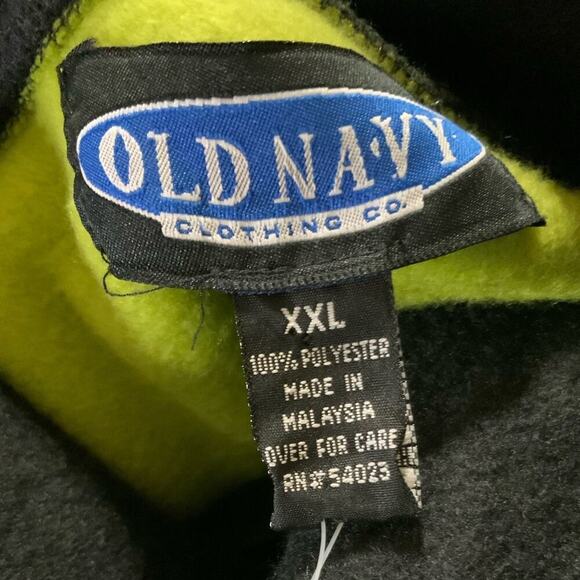 OLD NAVY
CLOTHING CO.
XXL
100% POLYESTER
MADE IN
MALAYSIA
OVER FOR CARE
RN#54023